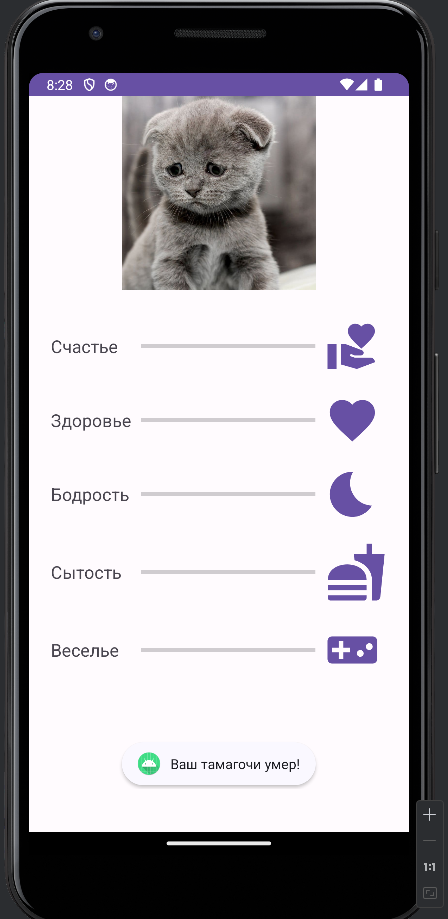 8:28
Счастье
Здоровье
Бодрость
Сытость
Веселье
Ваш тамагочи умер!
1:1